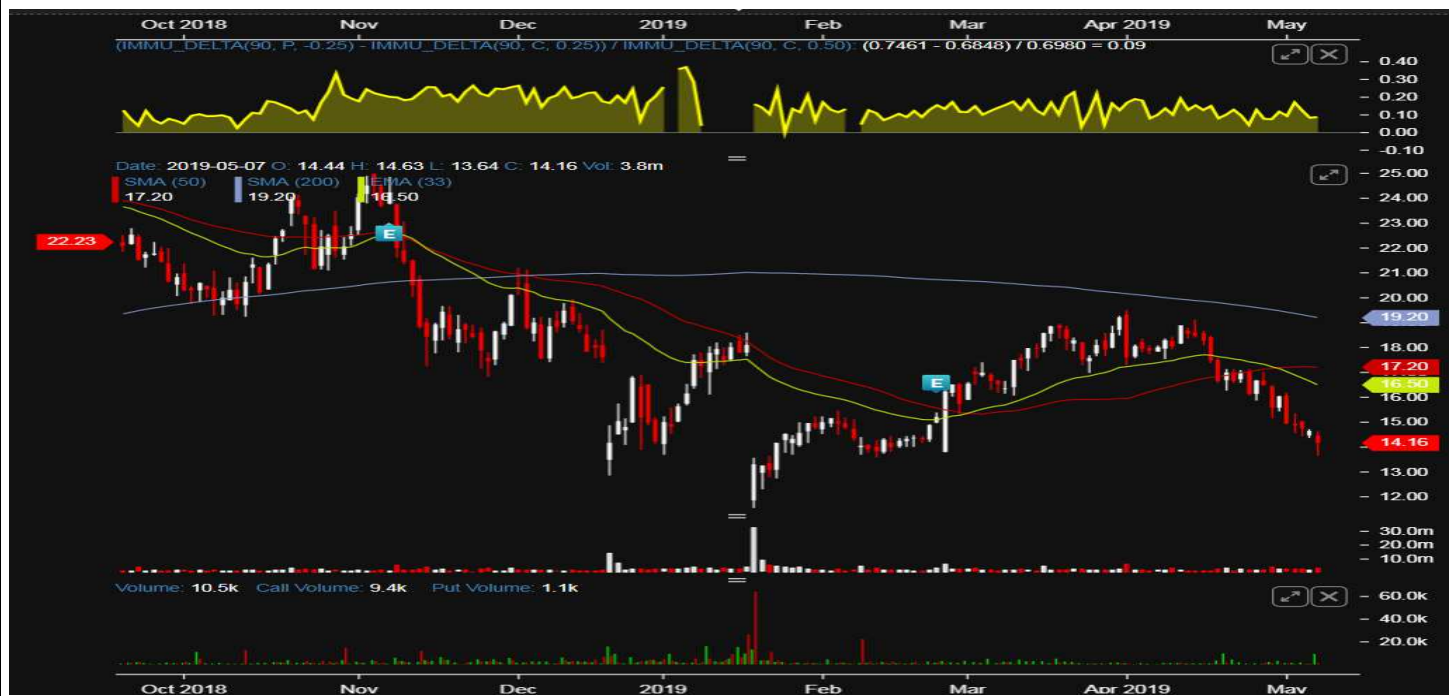 Oct 2018 Nov Dec 2019 Feb Mar Apr 2019 May
(IMMU_DELTA(90, P, -0.25) - IMMU_DELTA(90, C, 0.25)) / IMMU_DELTA(90, C, 0.50): (0.7461 - 0.6848) / 0.6980 = 0.09
0.40
0.30
0.20
0.10
0.00
-0.10
Date: 2019-05-07 O: 14.44 H: 14.63 L: 13.64 C: 14.16 Vol: 3.8m
SMA (50) SMA (200) EMA (33)
17.20 19.20 16.50
25.00
24.00
23.00
E
22.23
22.00
21.00
20.00
19.20
18.00
17.20
E
16.50
16.00
15.00
14.16
13.00
12.00
30.0m
20.0m
10.0m
Volume: 10.5k Call Volume: 9.4k Put Volume: 1.1k
60.0k
40.0k
20.0k
Oct 2018 Nov Dec 2019 Feb Mar Apr 2019 May